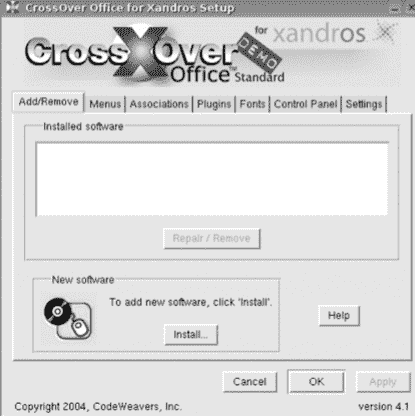 CrossOver Office for Xandros Setup
for xandros
CrossOver
DEMO
Office™ Standard
Add/Remove Menus Associations Plugins Fonts Control Panel Settings
Installed software
Repair / Remove
New software
To add new software, click 'Install'.
Install...
Help
Cancel OK Apply
Copyright 2004, CodeWeavers, Inc. version 4.1